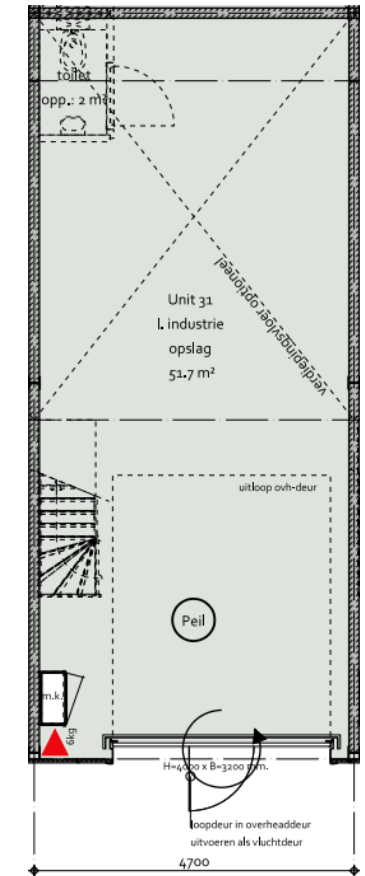 toilet
opp.: 2 m²
verdiepingsvloer optioneel
Unit 31
l. industrie
opslag
51.7 m²
uitloop ovh-deur
Peil
m.k.
6kg
H=4000 x B=3200 mm.
loopdeur in overheaddeur
uitvoeren als vluchtdeur
4700